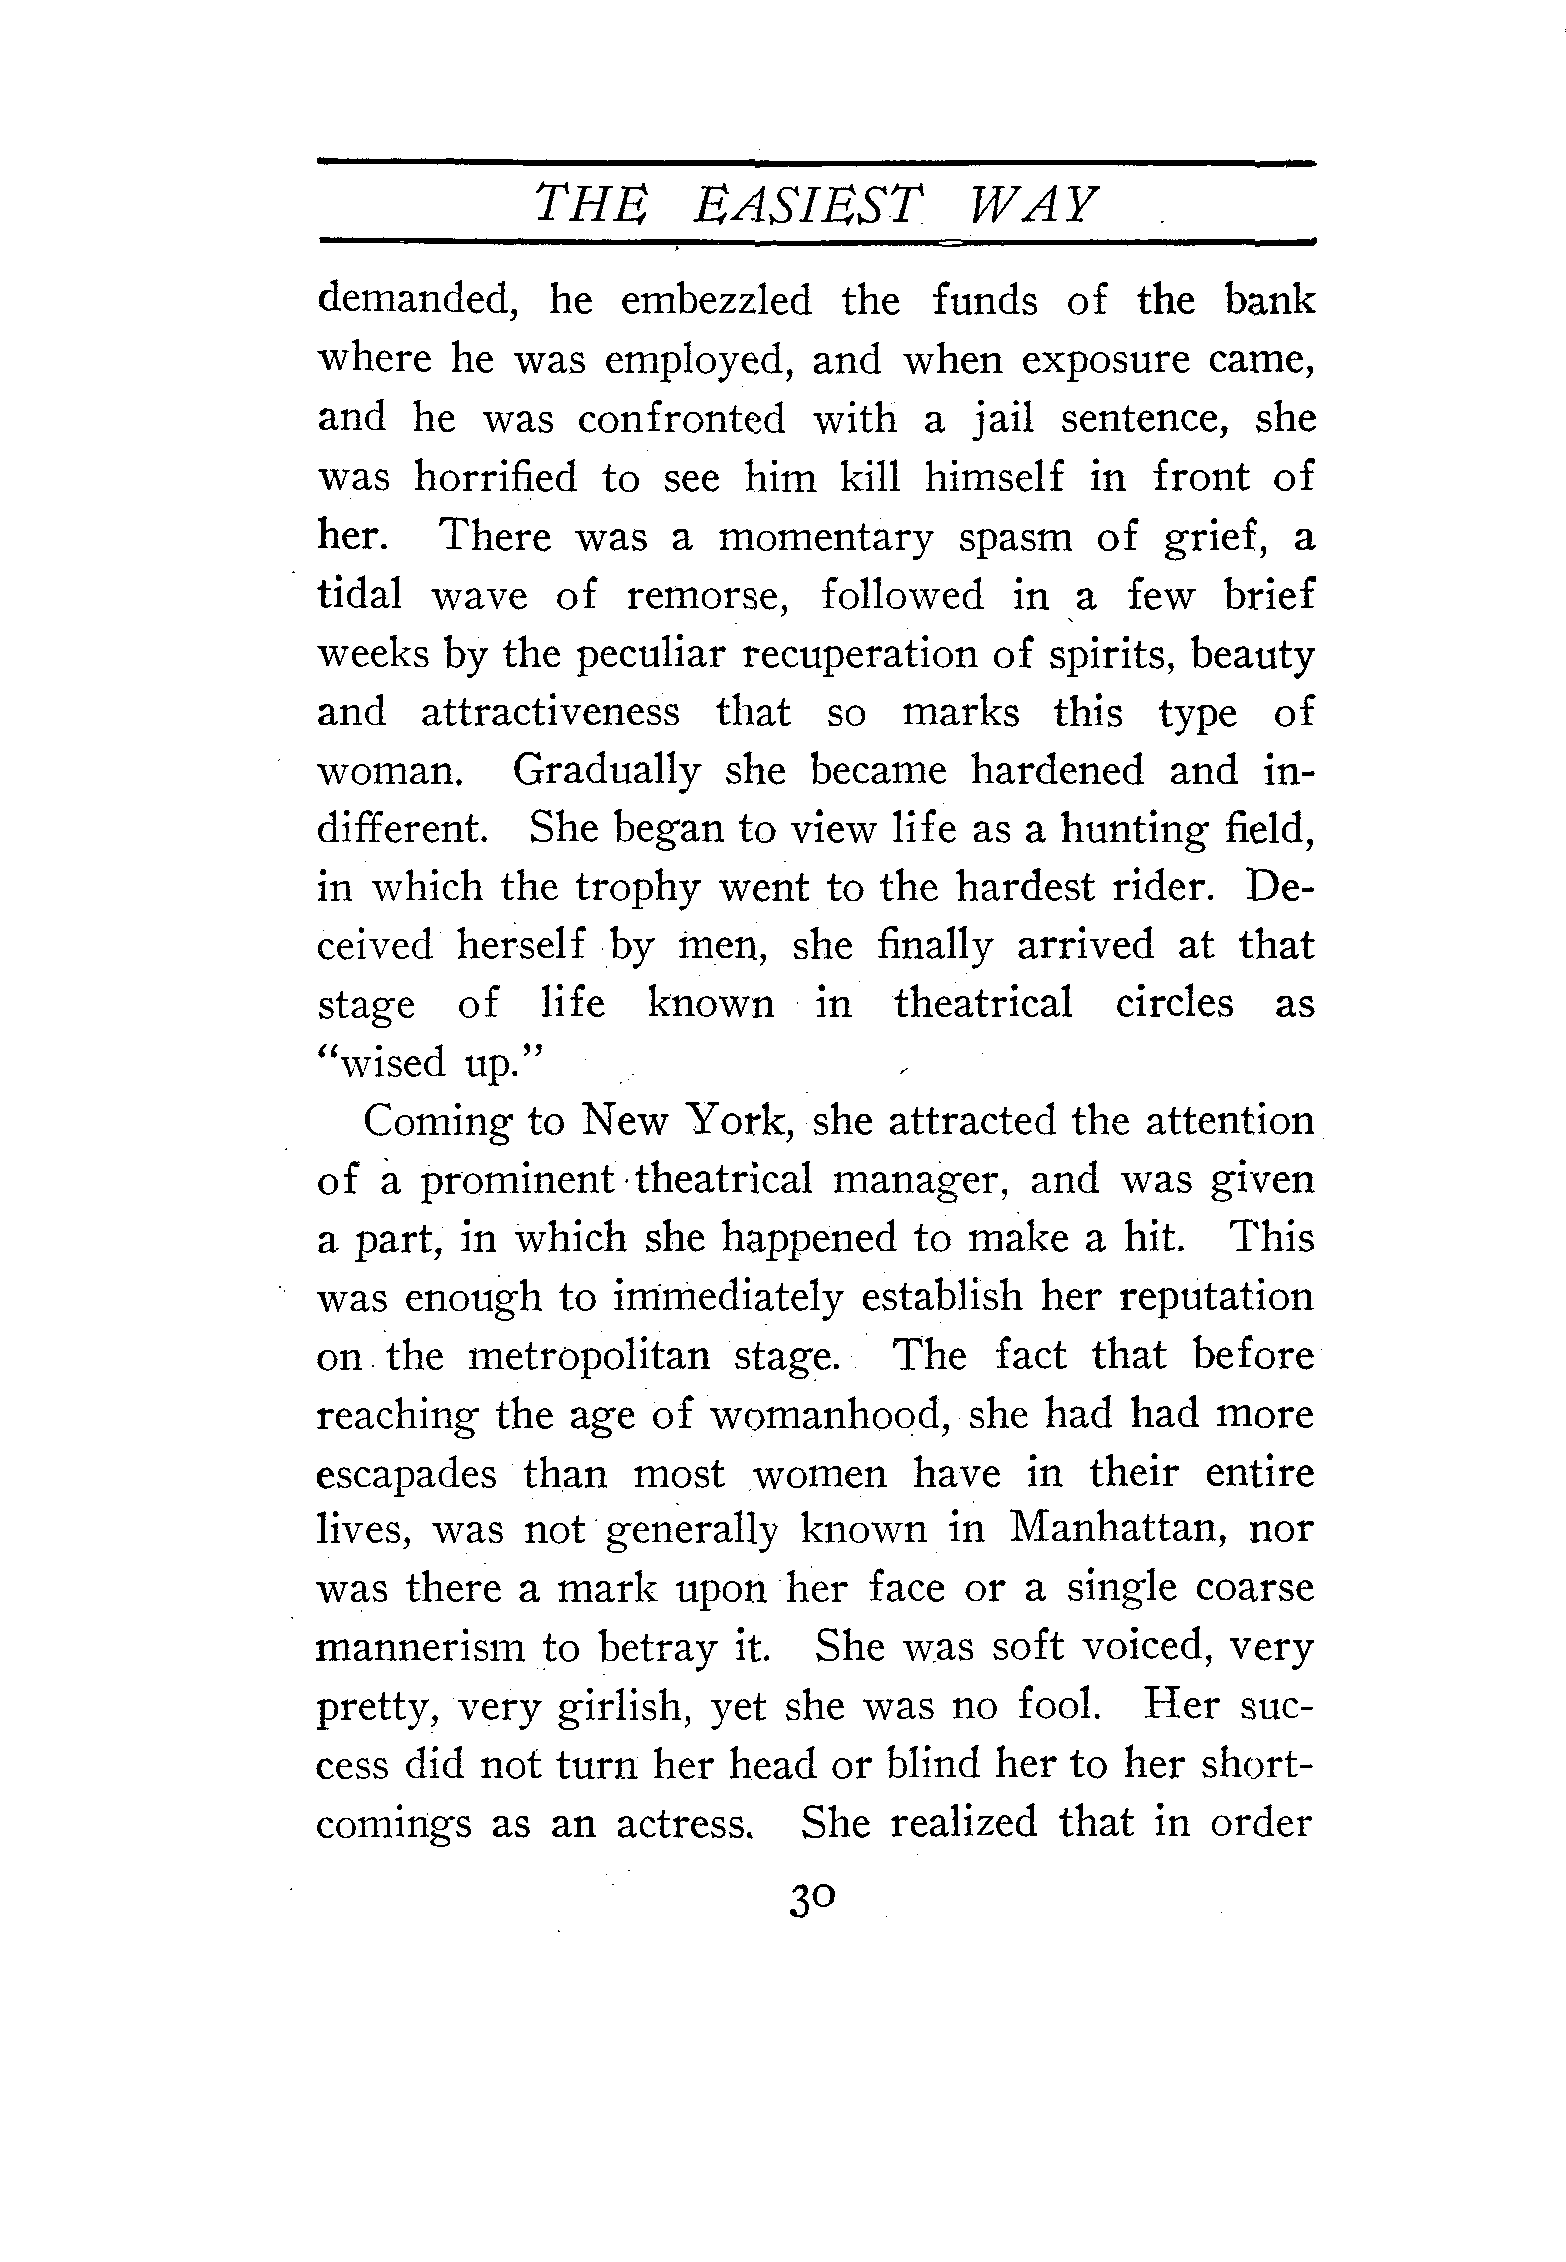 THE EASIEST WAY
demanded, he embezzled the funds of the bank
where he was employed, and when exposure came,
and he was confronted with a jail sentence, she
was horrified to see him kill himself in front of
her. There was a momentary spasm of grief, a
tidal wave of remorse, followed in a few brief
weeks by the peculiar recuperation of spirits, beauty
and attractiveness that so marks this type of
woman. Gradually she became hardened and in-
different. She began to view life as a hunting field,
in which the trophy went to the hardest rider. De-
ceived herself by men, she finally arrived at that
stage of life known in theatrical circles as
"wised up."
Coming to New York, she attracted the attention
of a prominent theatrical manager, and was given
a part, in which she happened to make a hit. This
was enough to immediately establish her reputation
on the metropolitan stage. The fact that before
reaching the age of womanhood, she had had more
escapades than most women have in their entire
lives, was not generally known in Manhattan, nor
was there a mark upon her face or a single coarse
mannerism to betray it. She was soft voiced, very
pretty, very girlish, yet she was no fool. Her suc-
cess did not turn her head or blind her to her short-
comings as an actress. She realized that in order
30